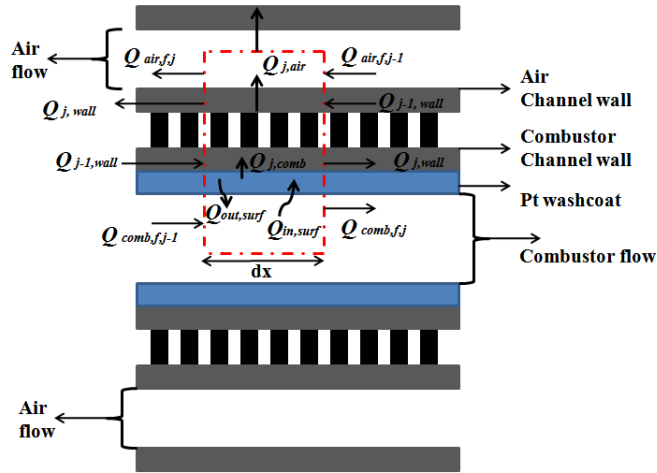 Air
flow
Q air,f,j
Q j,air
Q air,f,j-1
Q j, wall
Q j-1, wall
Air
Channel wall
Q j-1,wall
Q j,comb
Q j,wall
Combustor
Channel wall
Pt washcoat
Q out,surf
Q in,surf
Q comb,f,j-1
Q comb,f,j
Combustor flow
dx
Air
flow